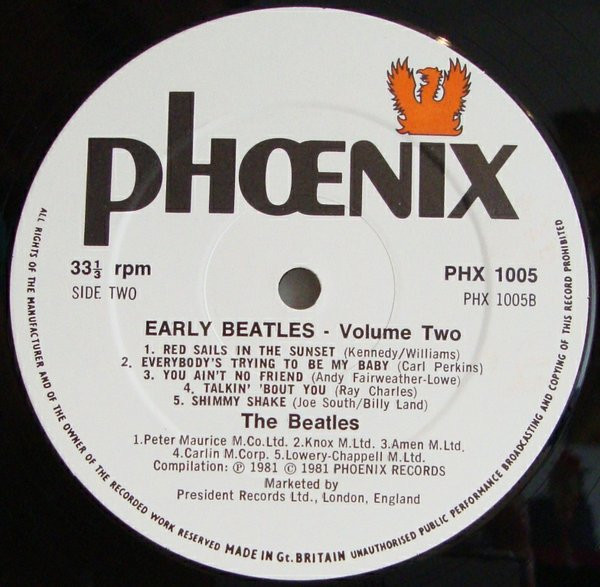 PHŒNIX
33⅓ rpm
SIDE TWO
PHX 1005
PHX 1005B
EARLY BEATLES - Volume Two
1. RED SAILS IN THE SUNSET (Kennedy/Williams)
2. EVERYBODY'S TRYING TO BE MY BABY (Carl Perkins)
3. YOU AIN'T NO FRIEND (Andy Fairweather-Lowe)
4. TALKIN' 'BOUT YOU (Ray Charles)
5. SHIMMY SHAKE (Joe South/Billy Land)
The Beatles
1.Peter Maurice M.Co.Ltd. 2.Knox M.Ltd. 3.Amen M.Ltd.
4.Carlin M.Corp. 5.Lowery-Chappell M.Ltd.
Compilation: ℗ 1981 © 1981 PHOENIX RECORDS
Marketed by
President Records Ltd., London, England
ALL RIGHTS OF THE MANUFACTURER AND OF THE OWNER OF THE RECORDED WORK RESERVED MADE IN Gt. BRITAIN UNAUTHORISED PUBLIC PERFORMANCE BROADCASTING AND COPYING OF THIS RECORD PROHIBITED